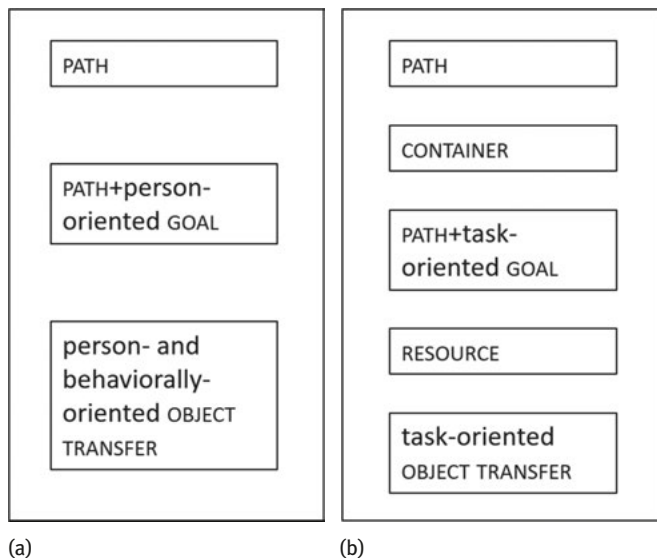 PATH
PATH+person-
oriented GOAL
person- and
behaviorally-
oriented OBJECT
TRANSFER
(a)
PATH
CONTAINER
PATH+task-
oriented GOAL
RESOURCE
task-oriented
OBJECT TRANSFER
(b)